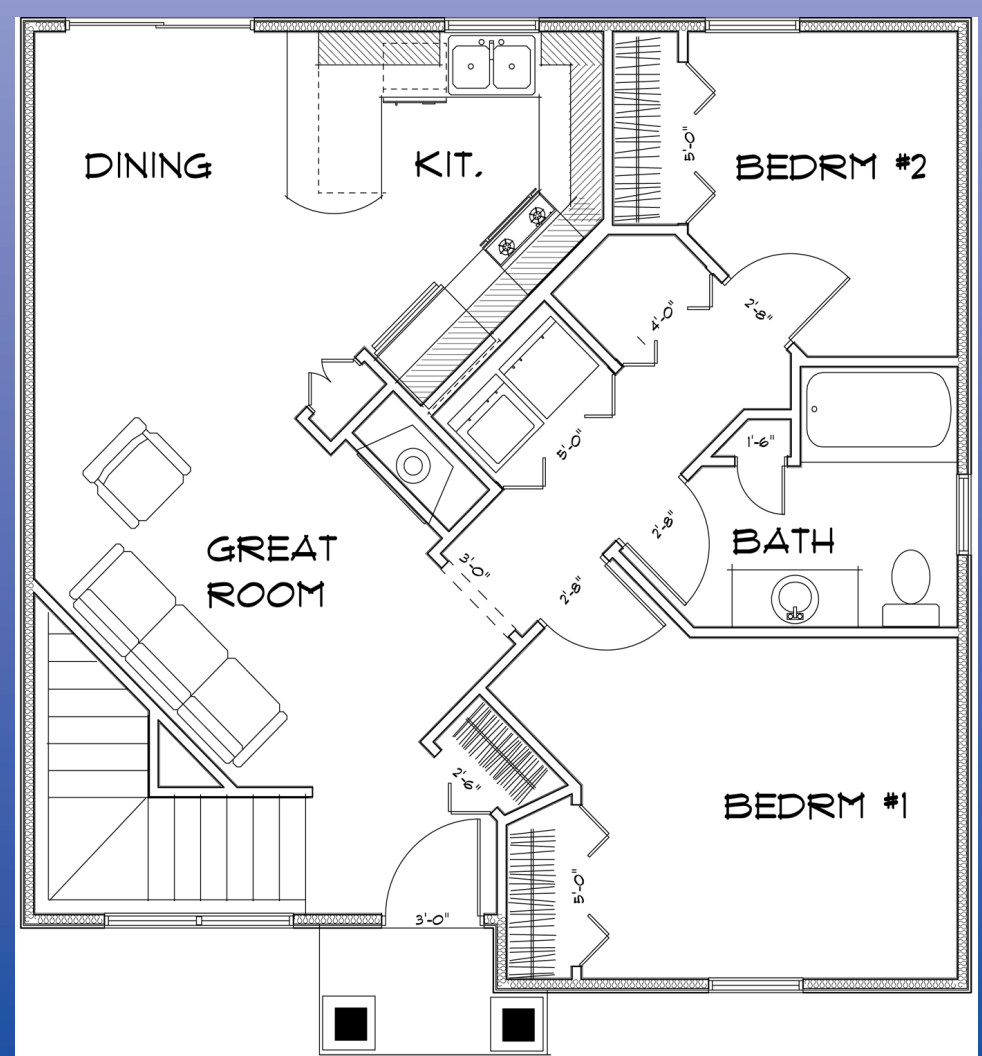 DINING
KIT.
5'-0"
BEDRM #2
4'-0"
2'-8"
5'-0"
1'-6"
GREAT
ROOM
3'-0"
2'-8"
BATH
2'-8"
2'-6"
BEDRM #1
5'-0"
3'-0"